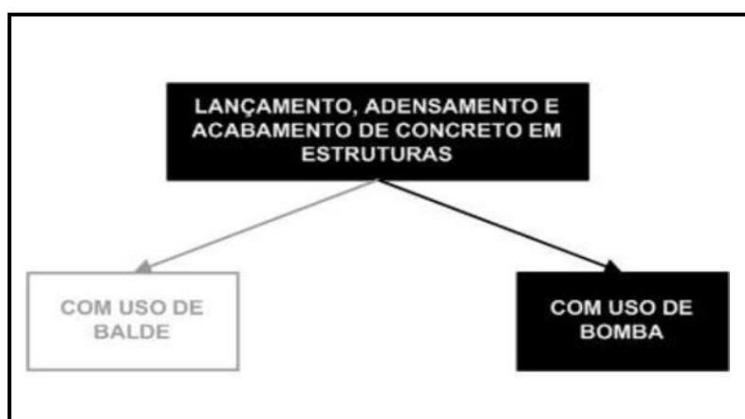 LANÇAMENTO, ADENSAMENTO E
ACABAMENTO DE CONCRETO EM
ESTRUTURAS
COM USO DE
BALDE
COM USO DE
BOMBA